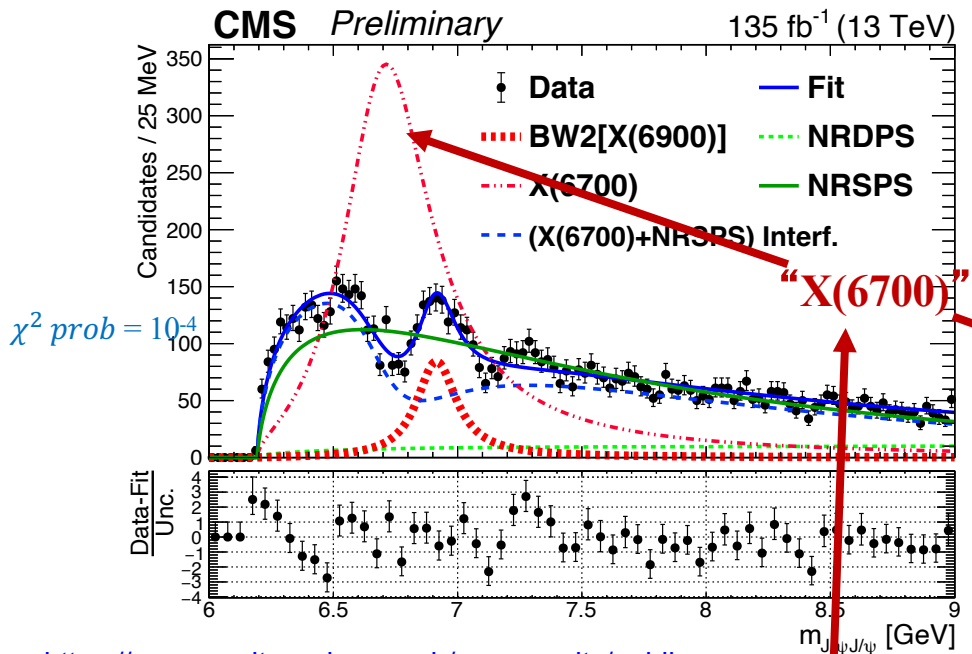 CMS Preliminary 135 fb⁻¹ (13 TeV)
Candidates / 25 MeV
350
300
250
200
150
100
50
0
Data
BW2[X(6900)]
X(6700)
(X(6700)+NRSPS) Interf.
Fit
NRDPS
NRSPS
“X(6700)”
χ² prob = 10⁻⁴
Data-Fit
Unc.
4
3
2
1
0
−1
−2
−3
−4
6 6.5 7 7.5 8 8.5 9
m J/ψJ/ψ [GeV]